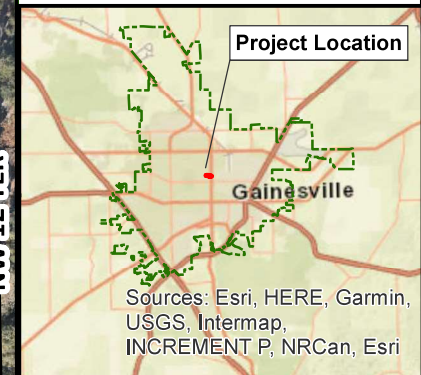 Project Location
Gainesville
Sources: Esri, HERE, Garmin,
USGS, Intermap,
INCREMENT P, NRCan, Esri